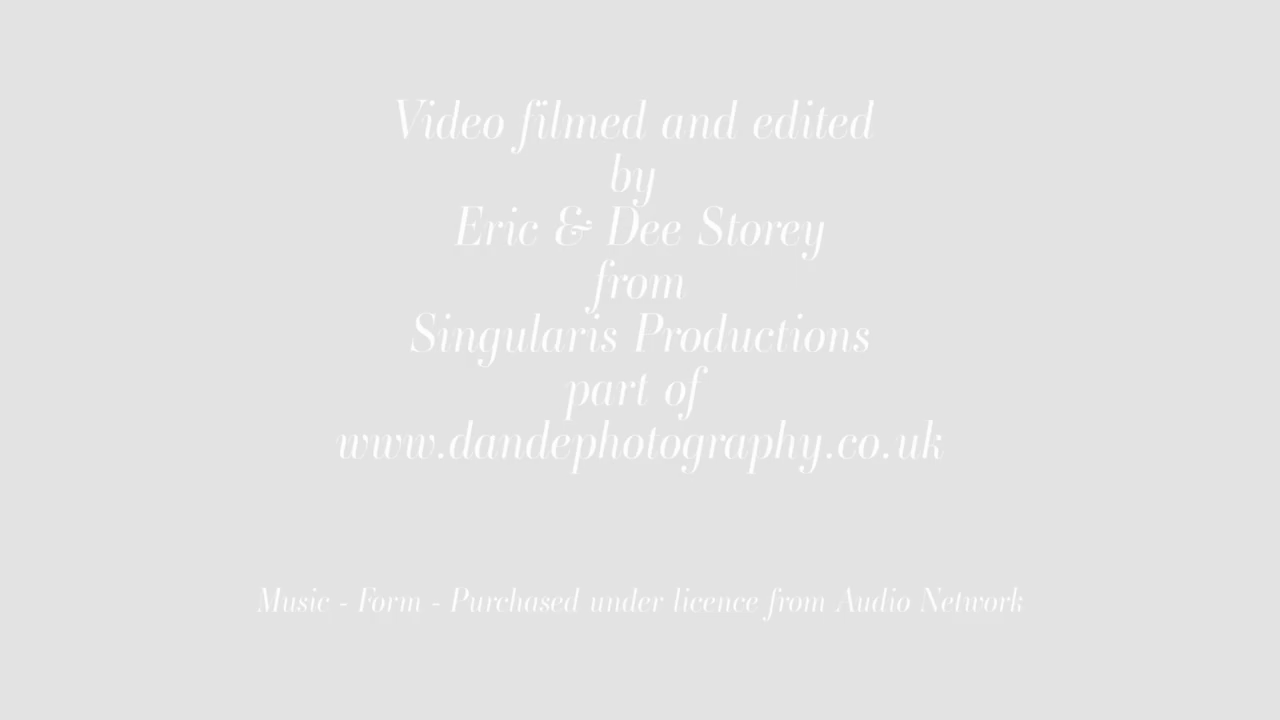 Video filmed and edited
by
Eric & Dee Storey
from
Singularis Productions
part of
www.dandephotography.co.uk
Music - Form - Purchased under licence from Audio Network